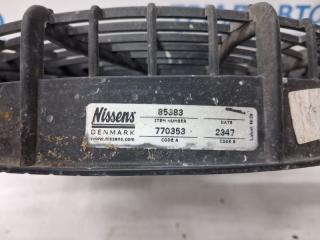 Nissens
DENMARK
www.nissens.com
85383
ITEM NUMBER
DATE
770353
2347
CODE A
CODE B